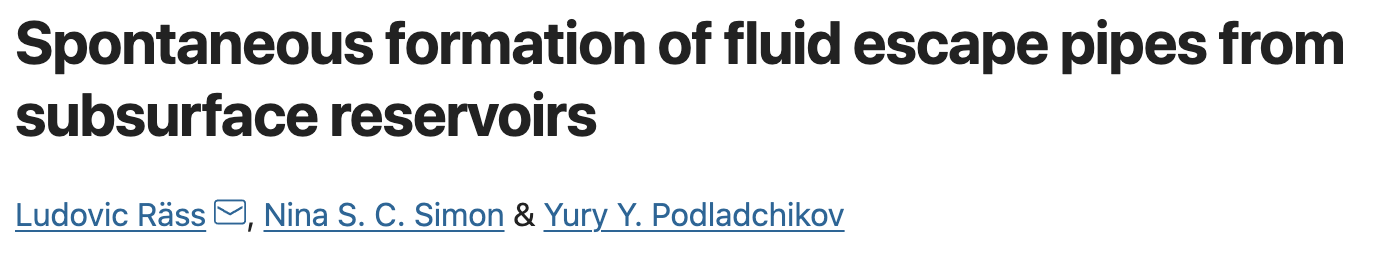 Spontaneous formation of fluid escape pipes from
subsurface reservoirs
Ludovic Räss, Nina S. C. Simon & Yury Y. Podladchikov